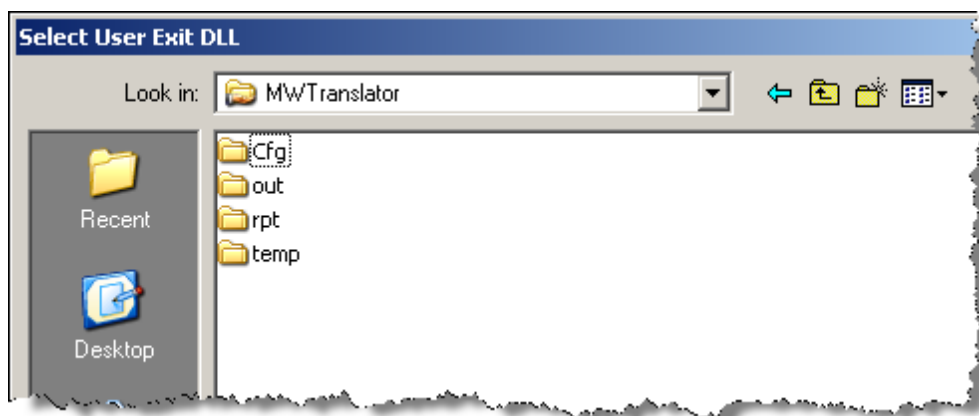 Select User Exit DLL
Look in: MWTranslator
Cfg
out
Recent
rpt
temp
Desktop